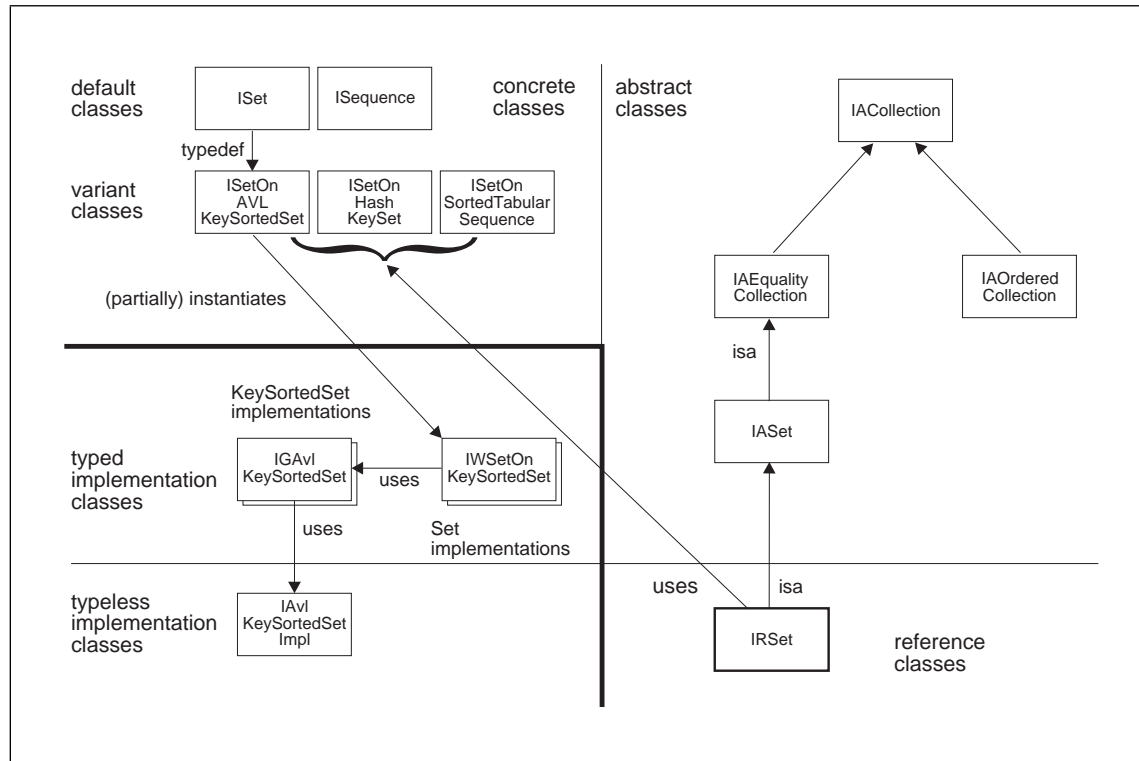 default
classes
ISet
ISequence
concrete
classes
abstract
classes
IACollection
typedef
variant
classes
ISetOn
AVL
KeySortedSet
ISetOn
Hash
KeySet
ISetOn
SortedTabular
Sequence
(partially) instantiates
IAEquality
Collection
IAOrdered
Collection
isa
KeySortedSet
implementations
IASet
typed
implementation
classes
IGAvl
KeySortedSet
uses
IWSetOn
KeySortedSet
uses
Set
implementations
typeless
implementation
classes
IAvl
KeySortedSet
Impl
uses
isa
IRSet
reference
classes